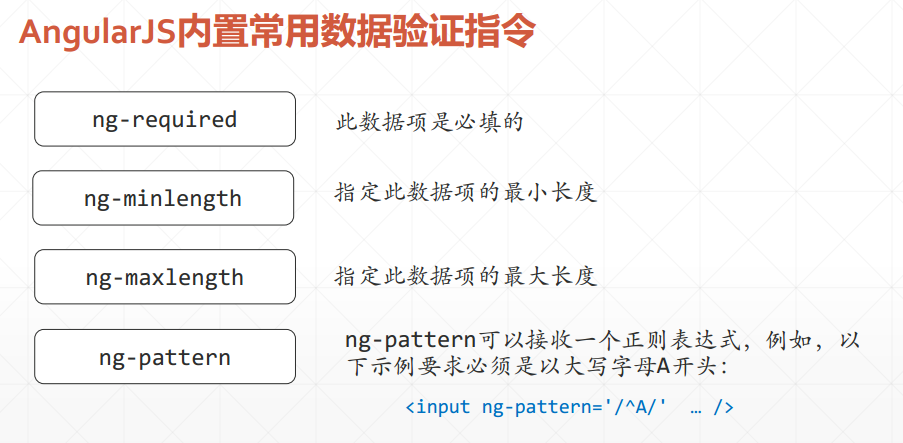 AngularJS内置常用数据验证指令
ng-required
此数据项是必填的
ng-minlength
指定此数据项的最小长度
ng-maxlength
指定此数据项的最大长度
ng-pattern
ng-pattern可以接收一个正则表达式，例如，以
下示例要求必须是以大写字母A开头：
<input ng-pattern='/^A/'  … />